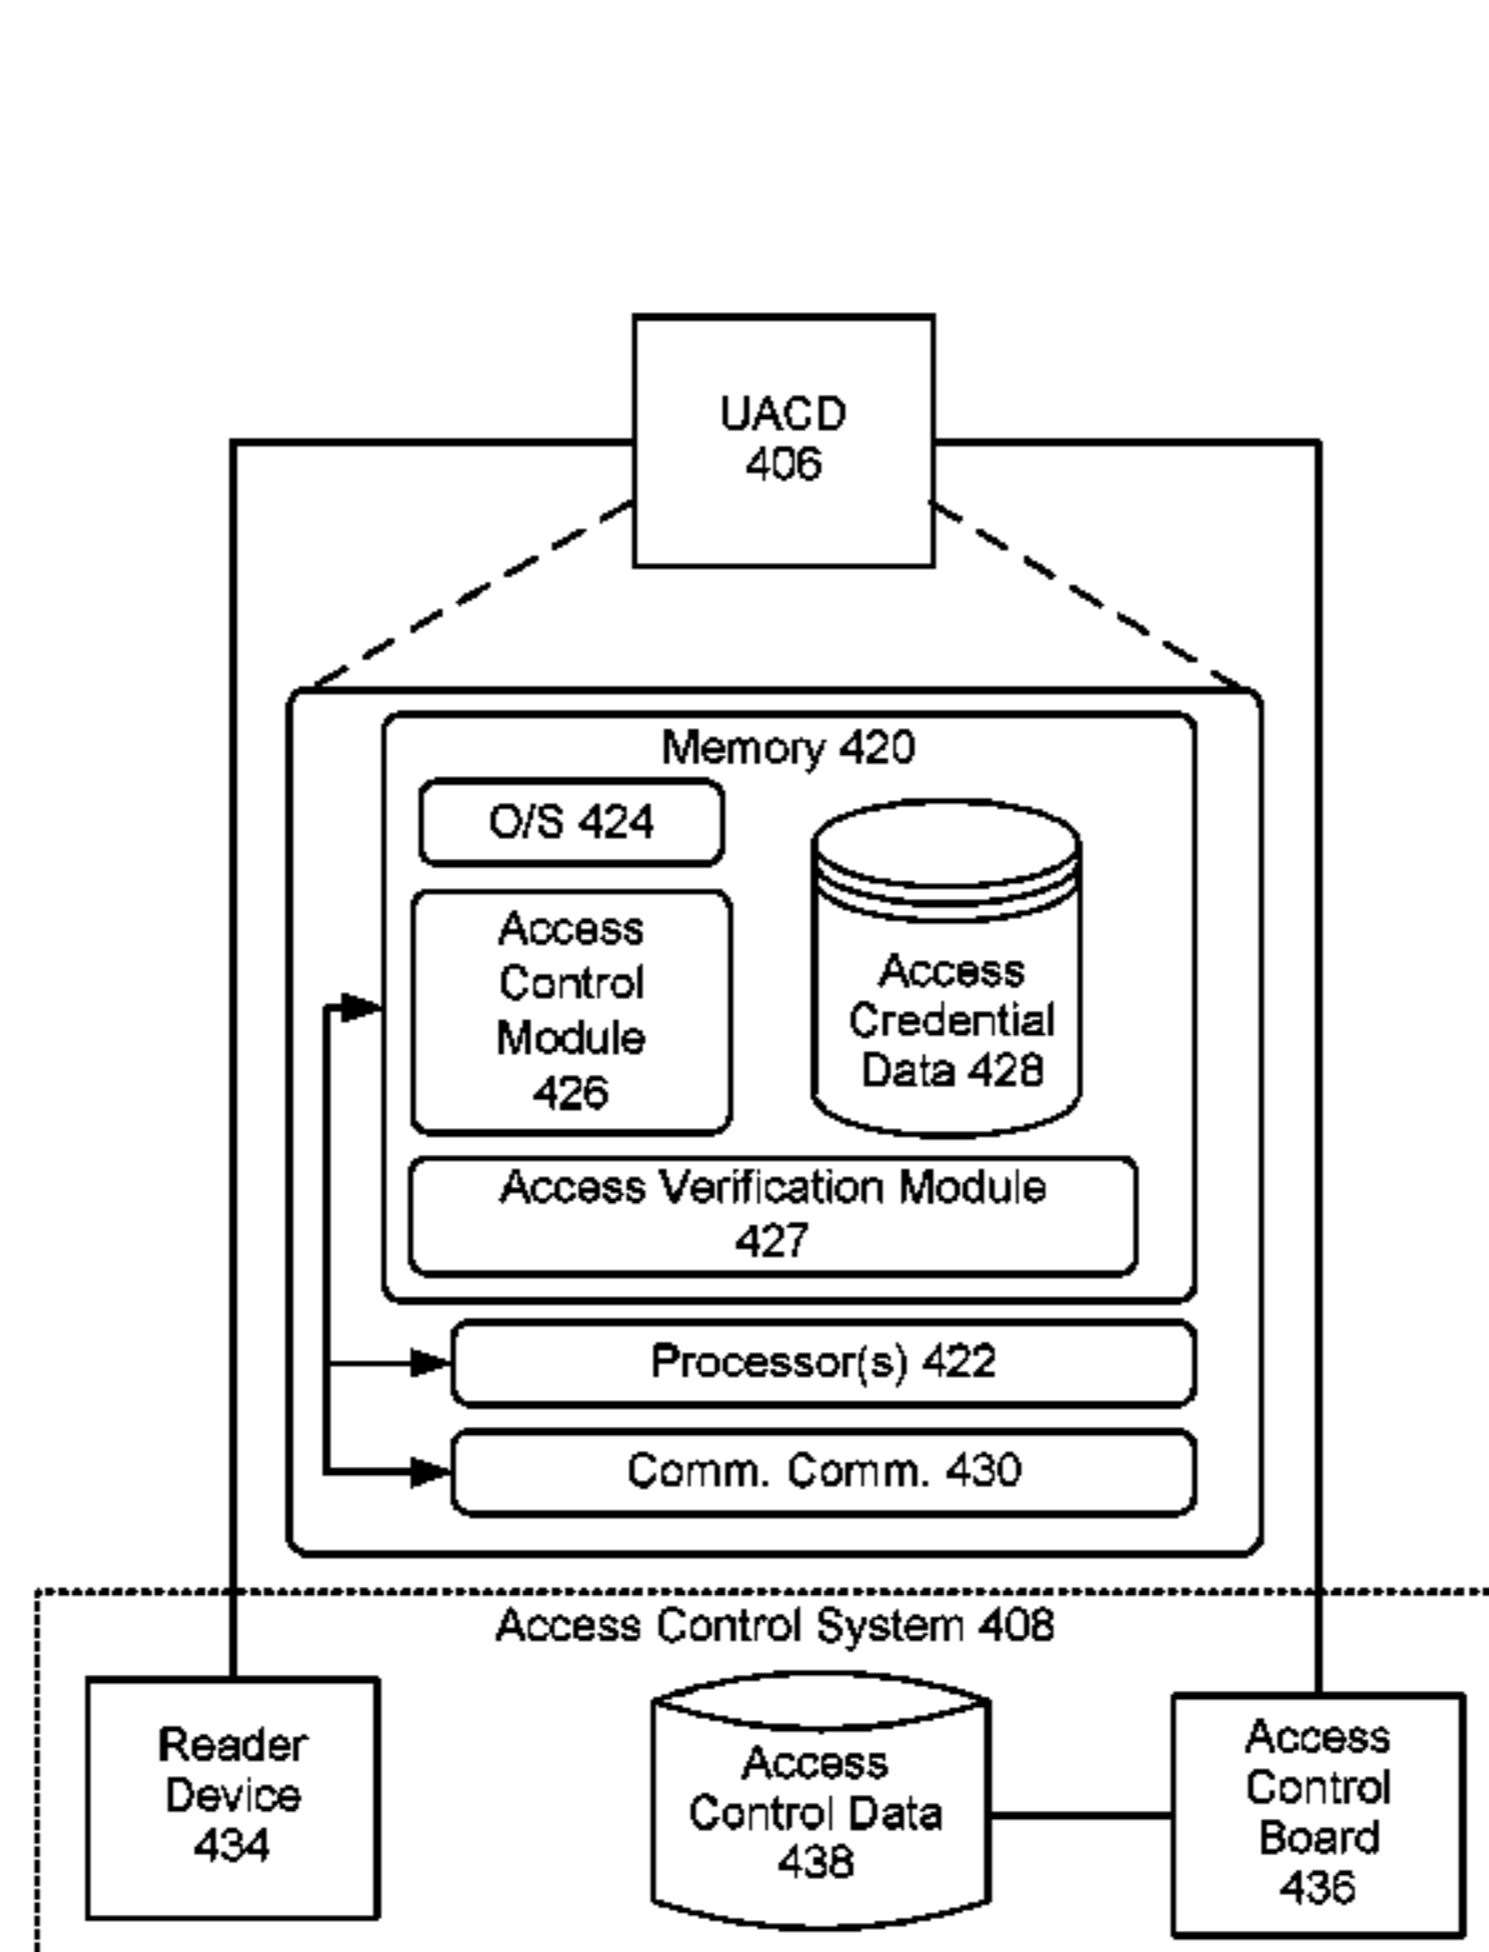 UACD
406
Memory 420
O/S 424
Access
Control
Module
426
Access
Credential
Data 428
Access Verification Module
427
Processor(s) 422
Comm. Comm. 430
Access Control System 408
Reader
Device
434
Access
Control Data
438
Access
Control
Board
436